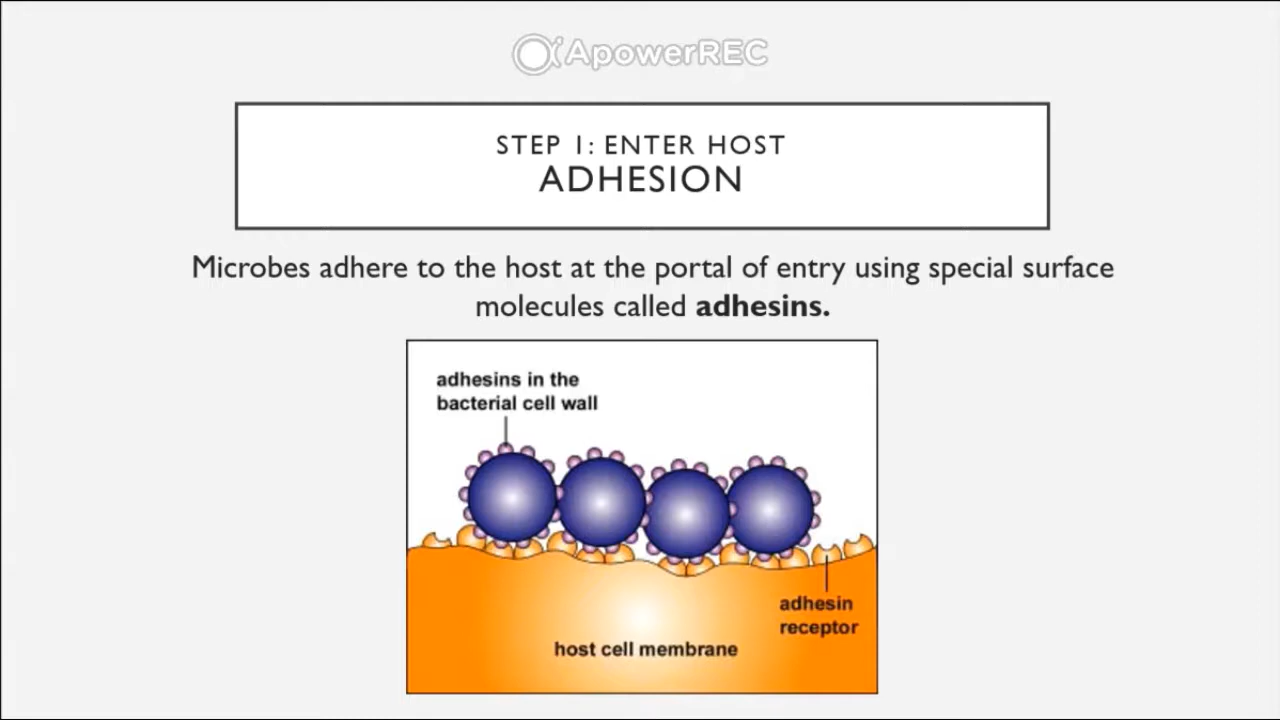 ApowerREC
STEP 1: ENTER HOST
ADHESION
Microbes adhere to the host at the portal of entry using special surface
molecules called adhesins.
adhesins in the
bacterial cell wall
adhesin
receptor
host cell membrane